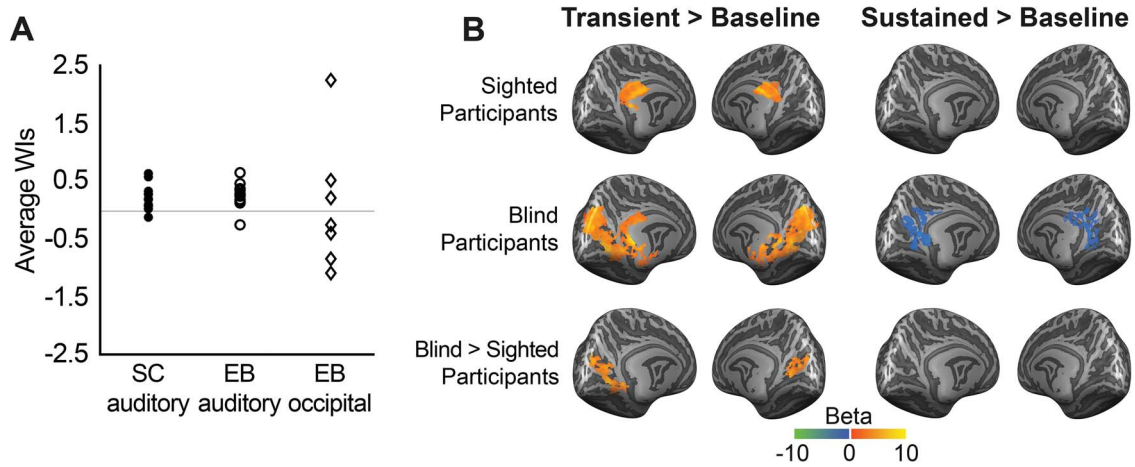 A
2.5
1.5
0.5
-0.5
-1.5
-2.5
Average WIs
SC
auditory
EB
auditory
EB
occipital
B
Transient > Baseline
Sustained > Baseline
Sighted
Participants
Blind
Participants
Blind > Sighted
Participants
Beta
-10 0 10